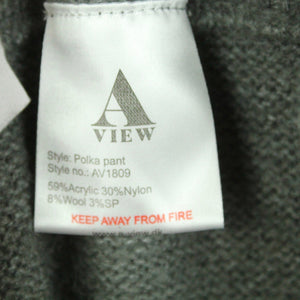 A
VIEW
Style: Polka pant
Style no.: AV1809
59%Acrylic 30%Nylon
8%Wool 3%SP
KEEP AWAY FROM FIRE